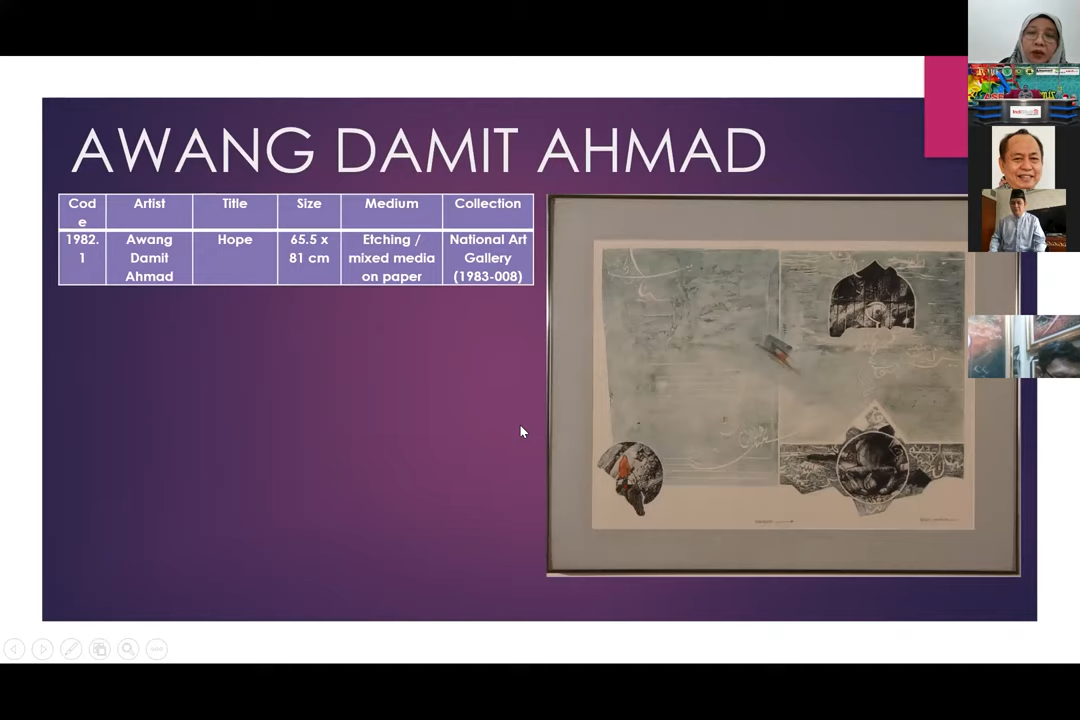 AWANG DAMIT AHMAD
Cod
e
Artist
Title
Size
Medium
Collection
1982.
1
Awang
Damit
Ahmad
Hope
65.5 x
81 cm
Etching /
mixed media
on paper
National Art
Gallery
(1983-008)